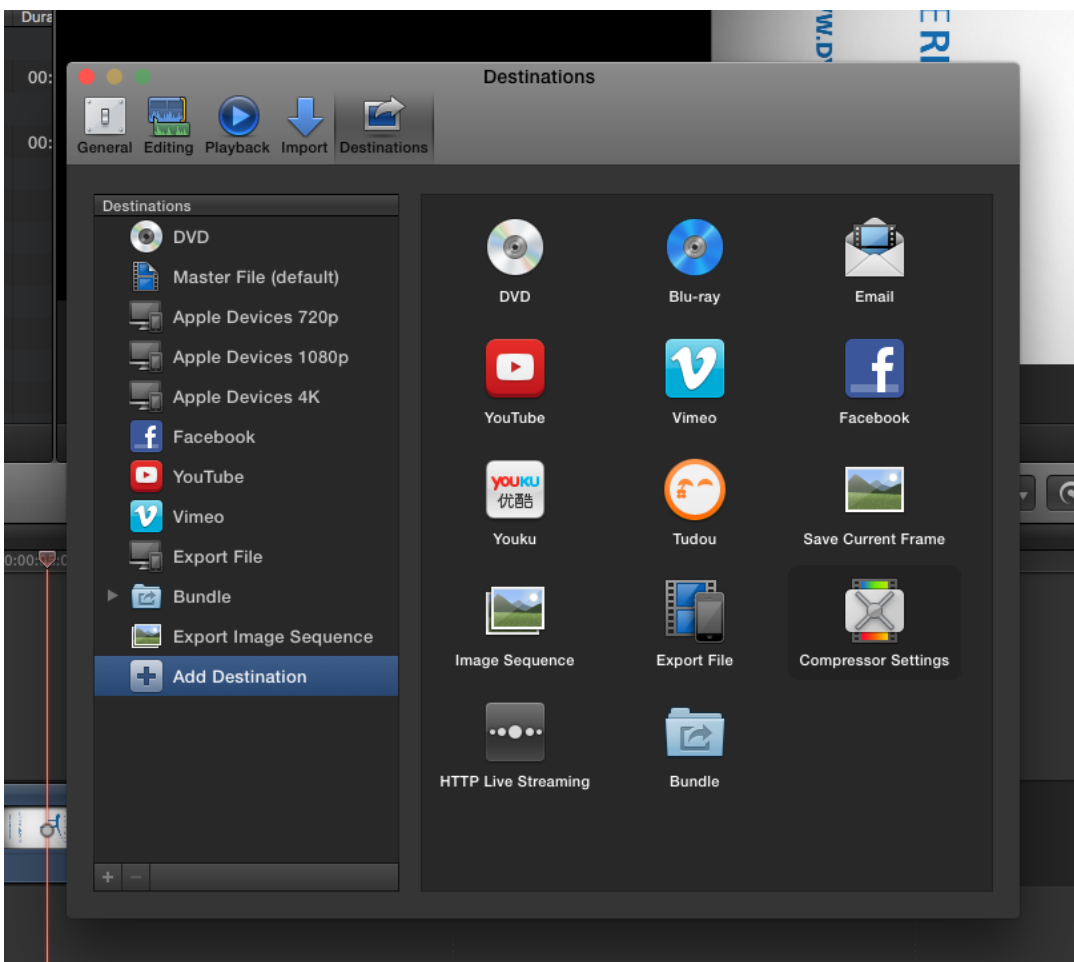 Dura
00:
00:
Destinations
General Editing Playback Import Destinations
Destinations
DVD
Master File (default)
Apple Devices 720p
Apple Devices 1080p
Apple Devices 4K
Facebook
YouTube
Vimeo
Export File
Bundle
Export Image Sequence
Add Destination
DVD Blu-ray Email
YouTube Vimeo Facebook
YOUKU
优酷
Youku Tudou Save Current Frame
Image Sequence Export File Compressor Settings
HTTP Live Streaming Bundle